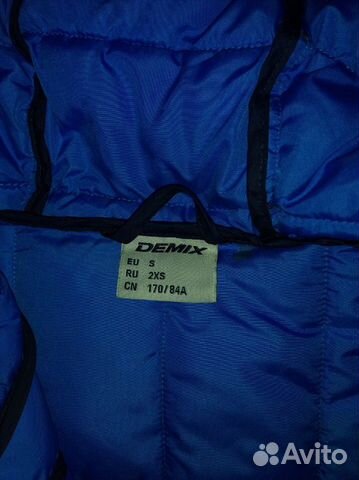 DEMIX
EU S
RU 2XS
CN 170/84A
Avito